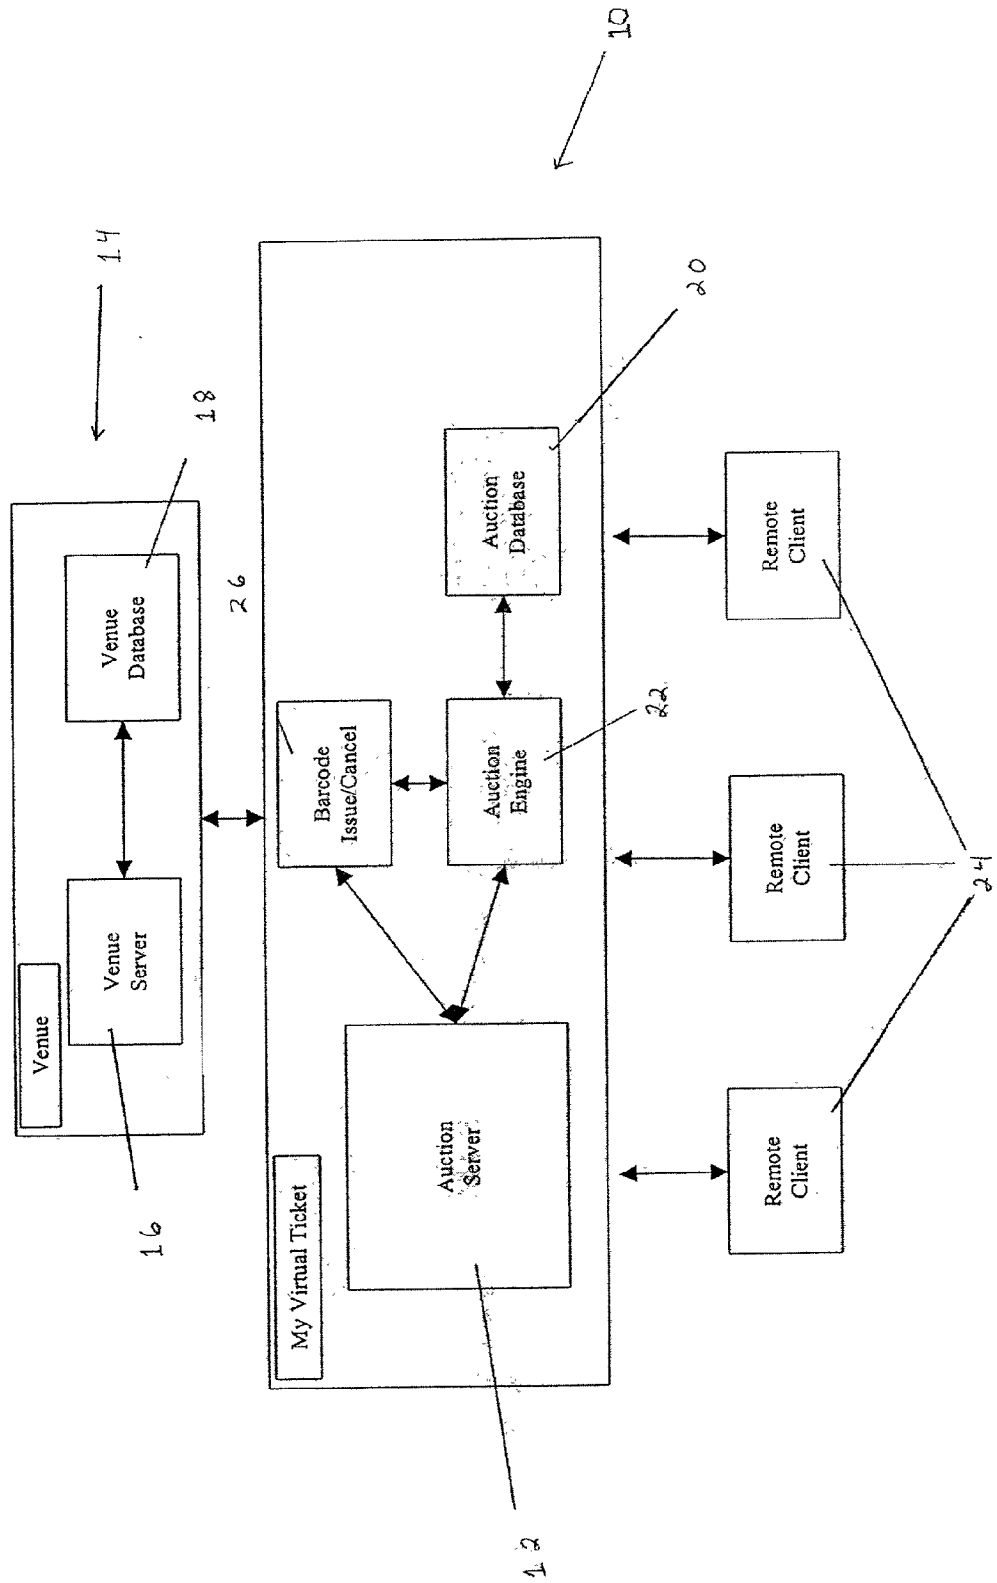 10
14
Venue
Venue
Server
Venue
Database
16
18
26
My Virtual Ticket
Auction
Server
Barcode
Issue/Cancel
Auction
Engine
Auction
Database
12
22
20
Remote
Client
Remote
Client
Remote
Client
24